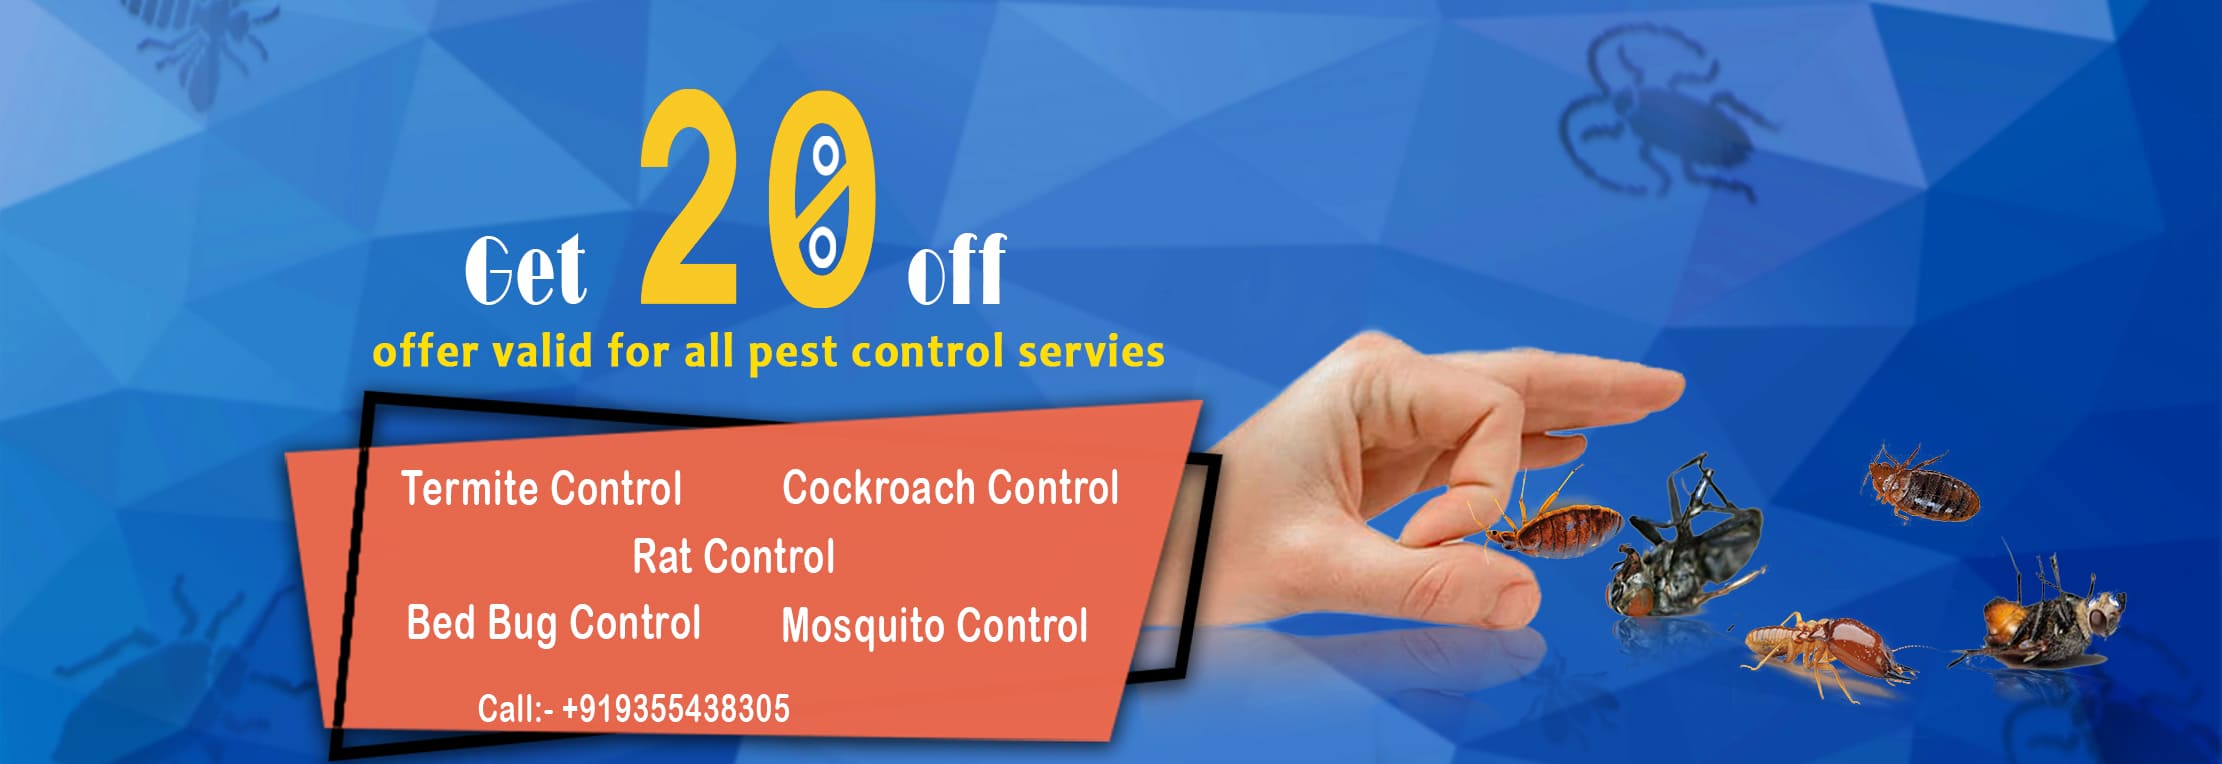 Get 20% off
offer valid for all pest control servies
Termite Control
Cockroach Control
Rat Control
Bed Bug Control
Mosquito Control
Call:- +919355438305